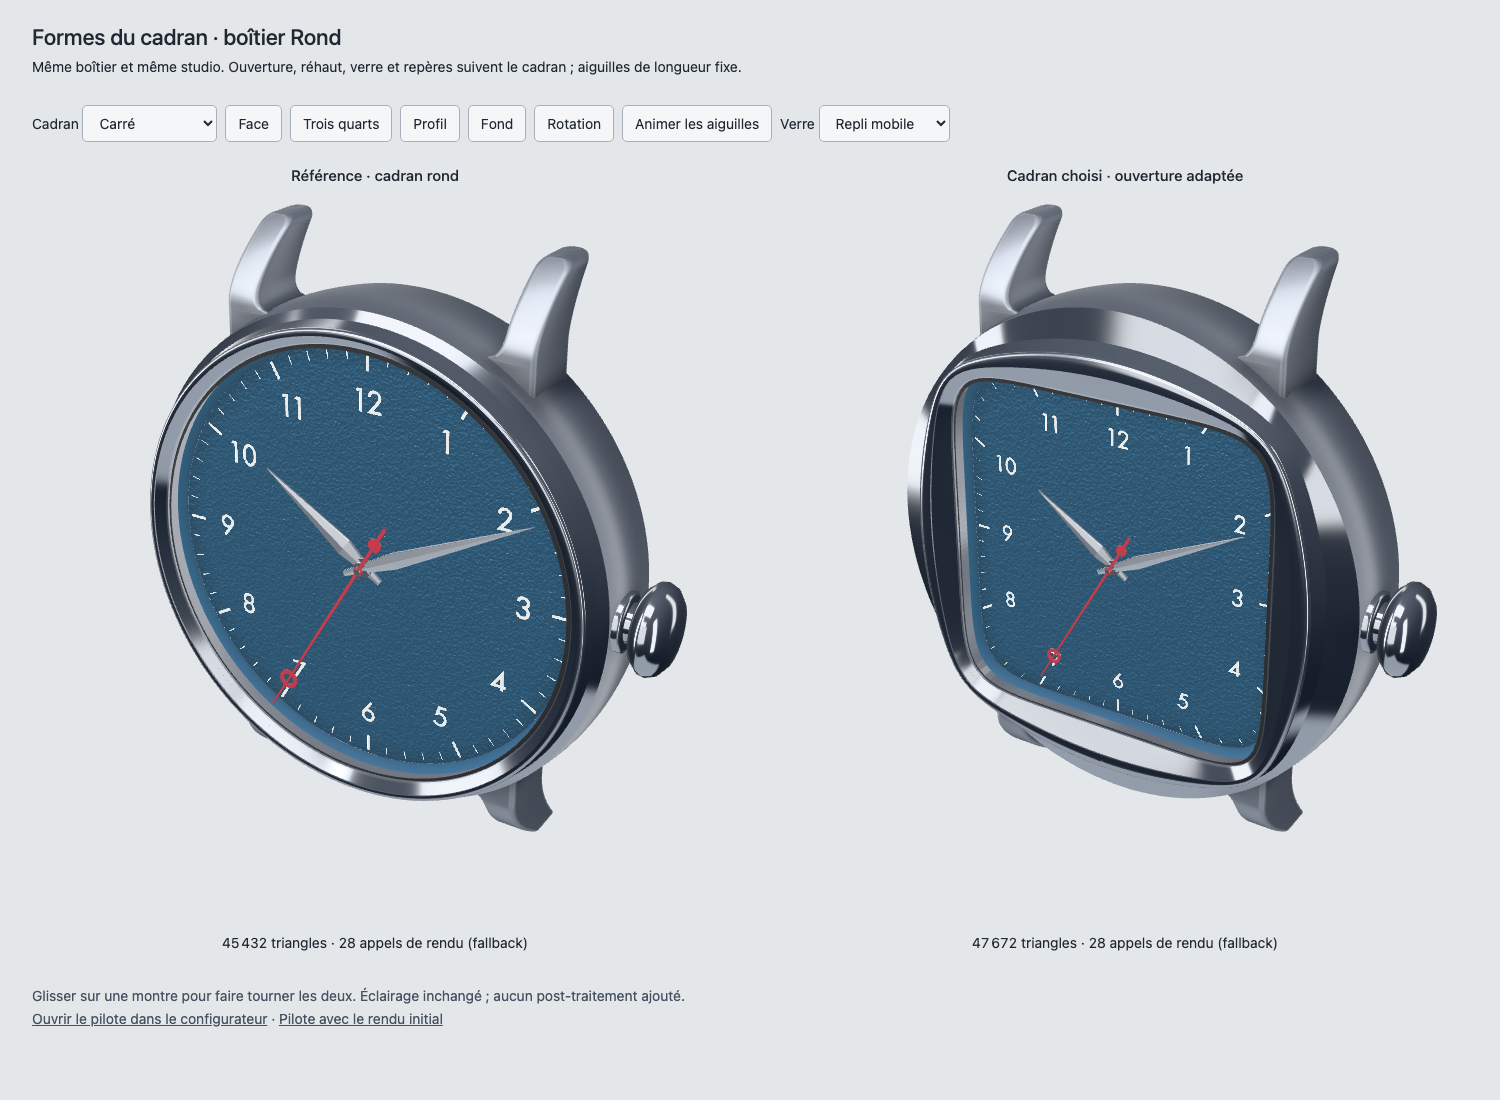 Formes du cadran · boîtier Rond
Même boîtier et même studio. Ouverture, réhaut, verre et repères suivent le cadran ; aiguilles de longueur fixe.
Cadran Carré Face Trois quarts Profil Fond Rotation Animer les aiguilles Verre Repli mobile
Référence · cadran rond
Cadran choisi · ouverture adaptée
12
11
1
10
2
9
3
8
4
7
6
5
12
11
1
10
2
9
3
8
4
6
5
45 432 triangles · 28 appels de rendu (fallback)
47 672 triangles · 28 appels de rendu (fallback)
Glisser sur une montre pour faire tourner les deux. Éclairage inchangé ; aucun post-traitement ajouté.
Ouvrir le pilote dans le configurateur · Pilote avec le rendu initial